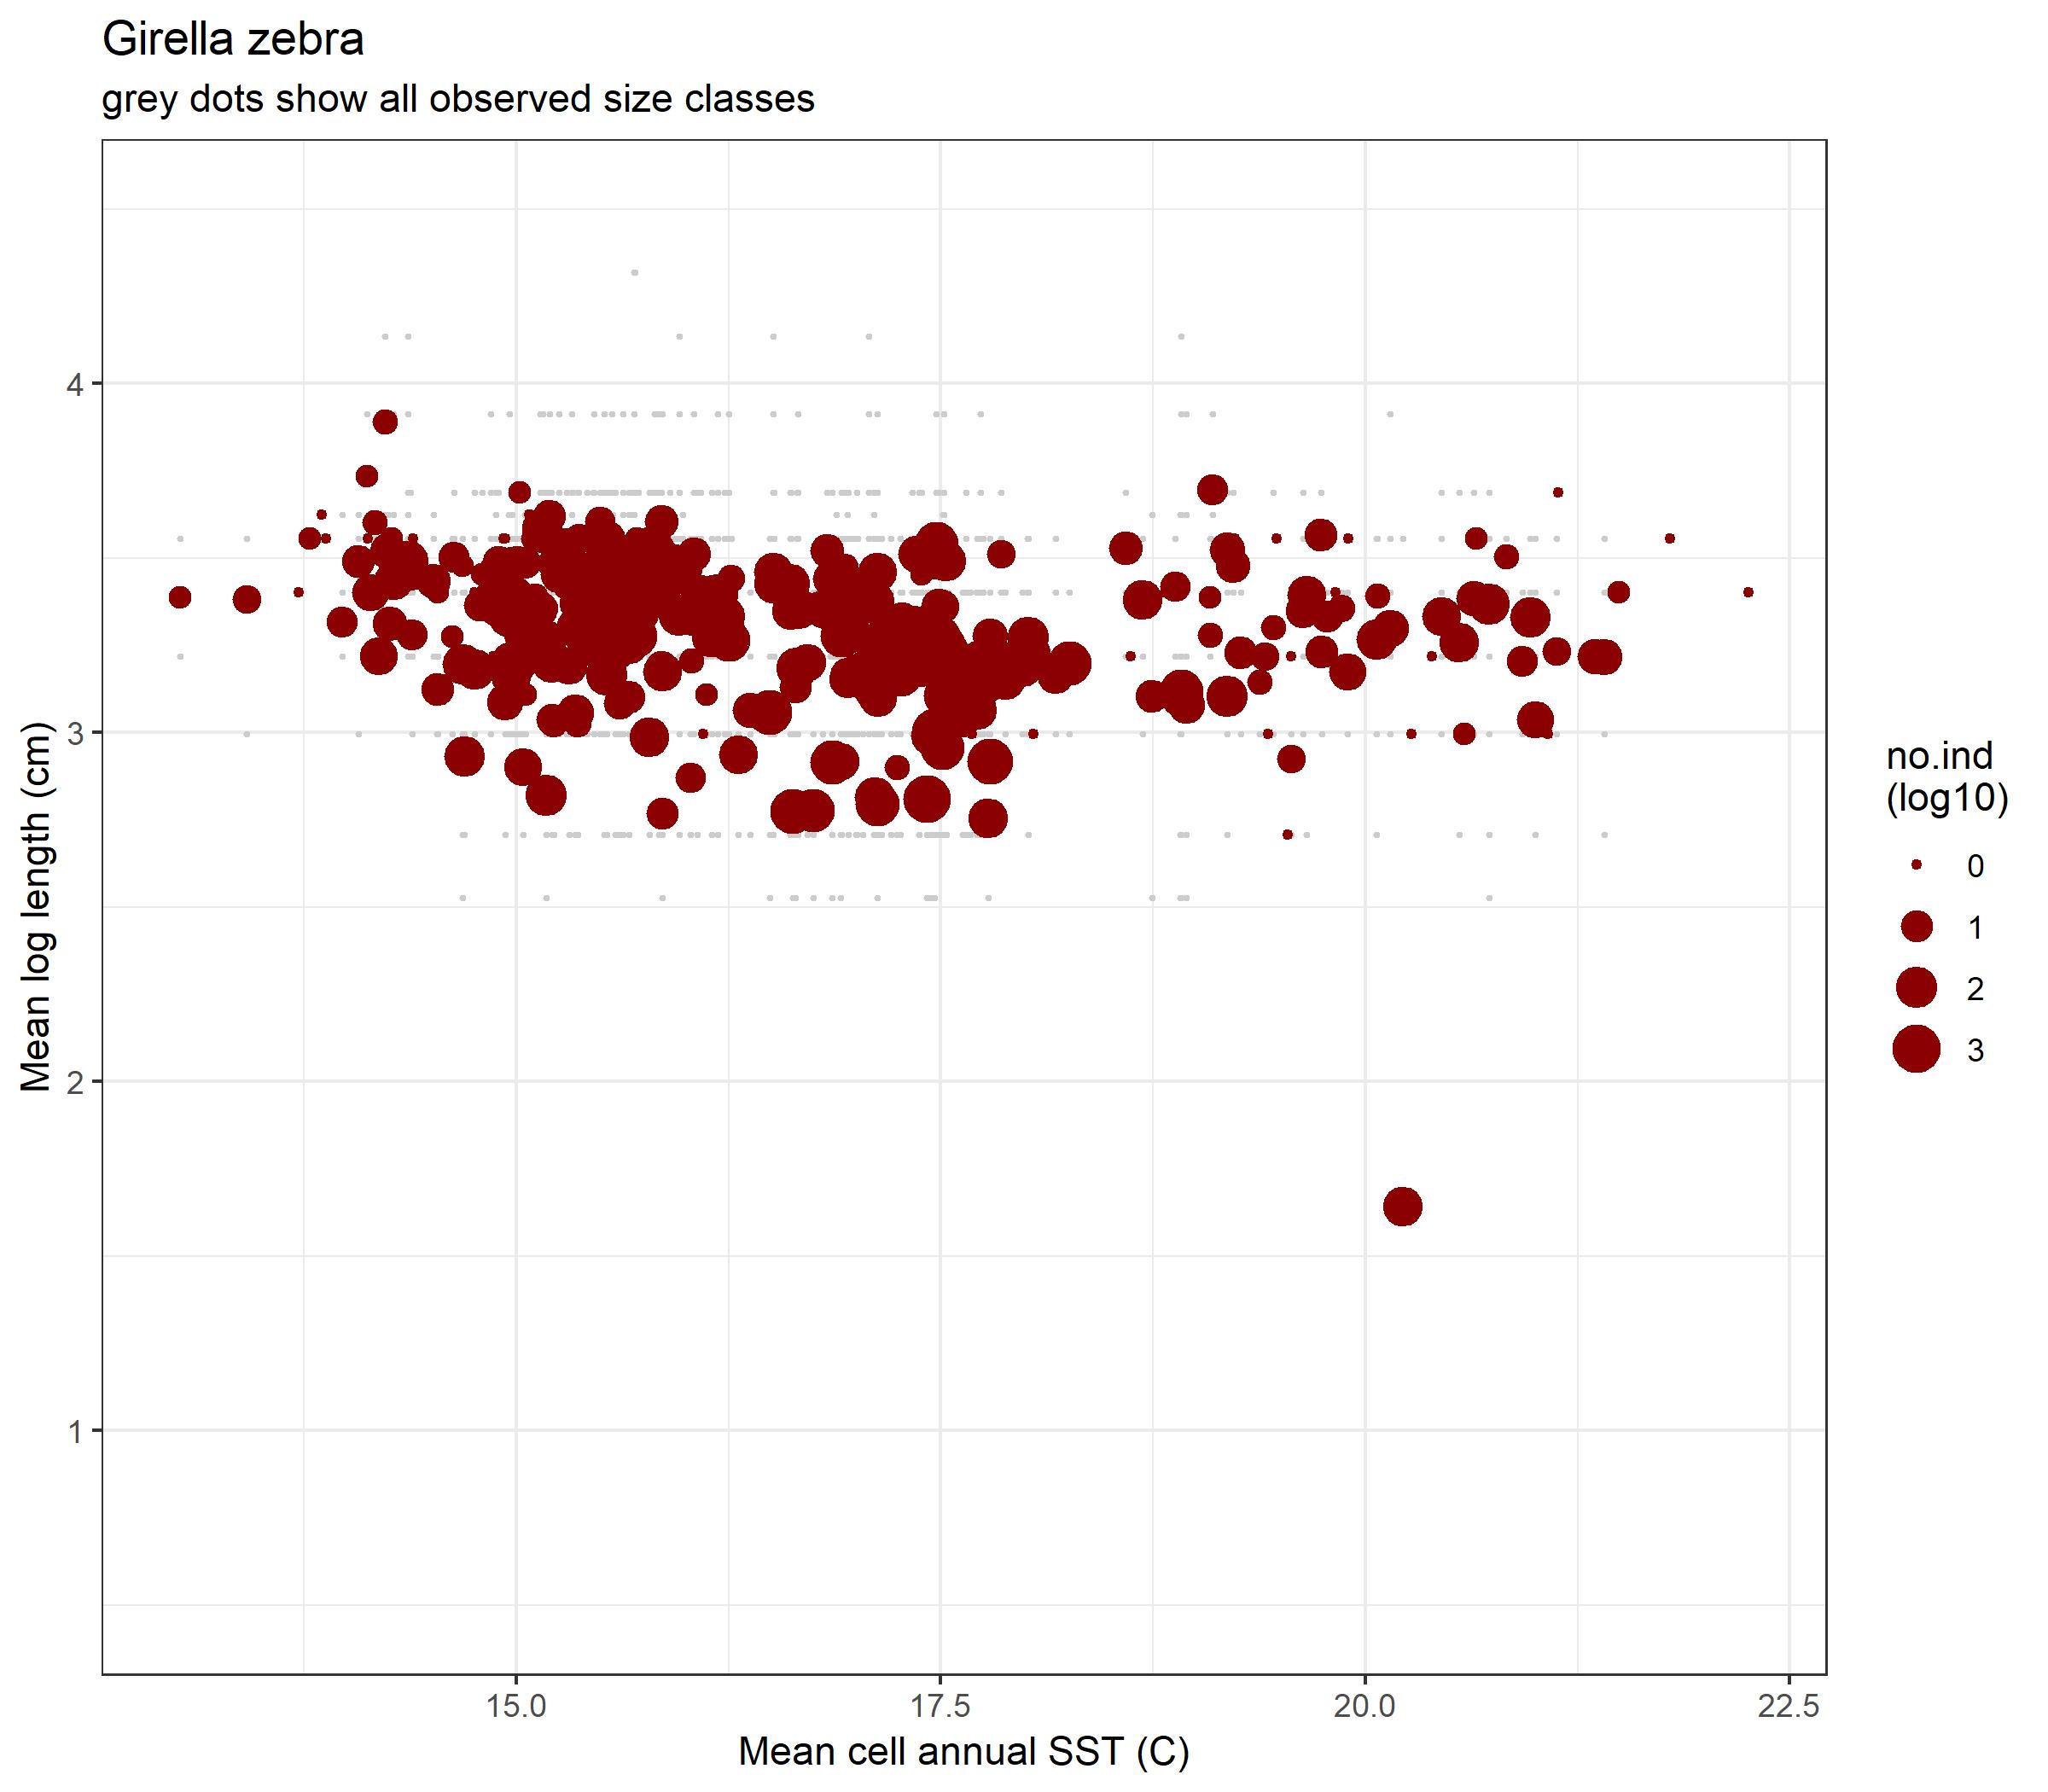 Girella zebra
grey dots show all observed size classes
Mean log length (cm)
4
3
2
1
15.0
17.5
20.0
22.5
Mean cell annual SST (C)
no.ind
(log10)
0
1
2
3